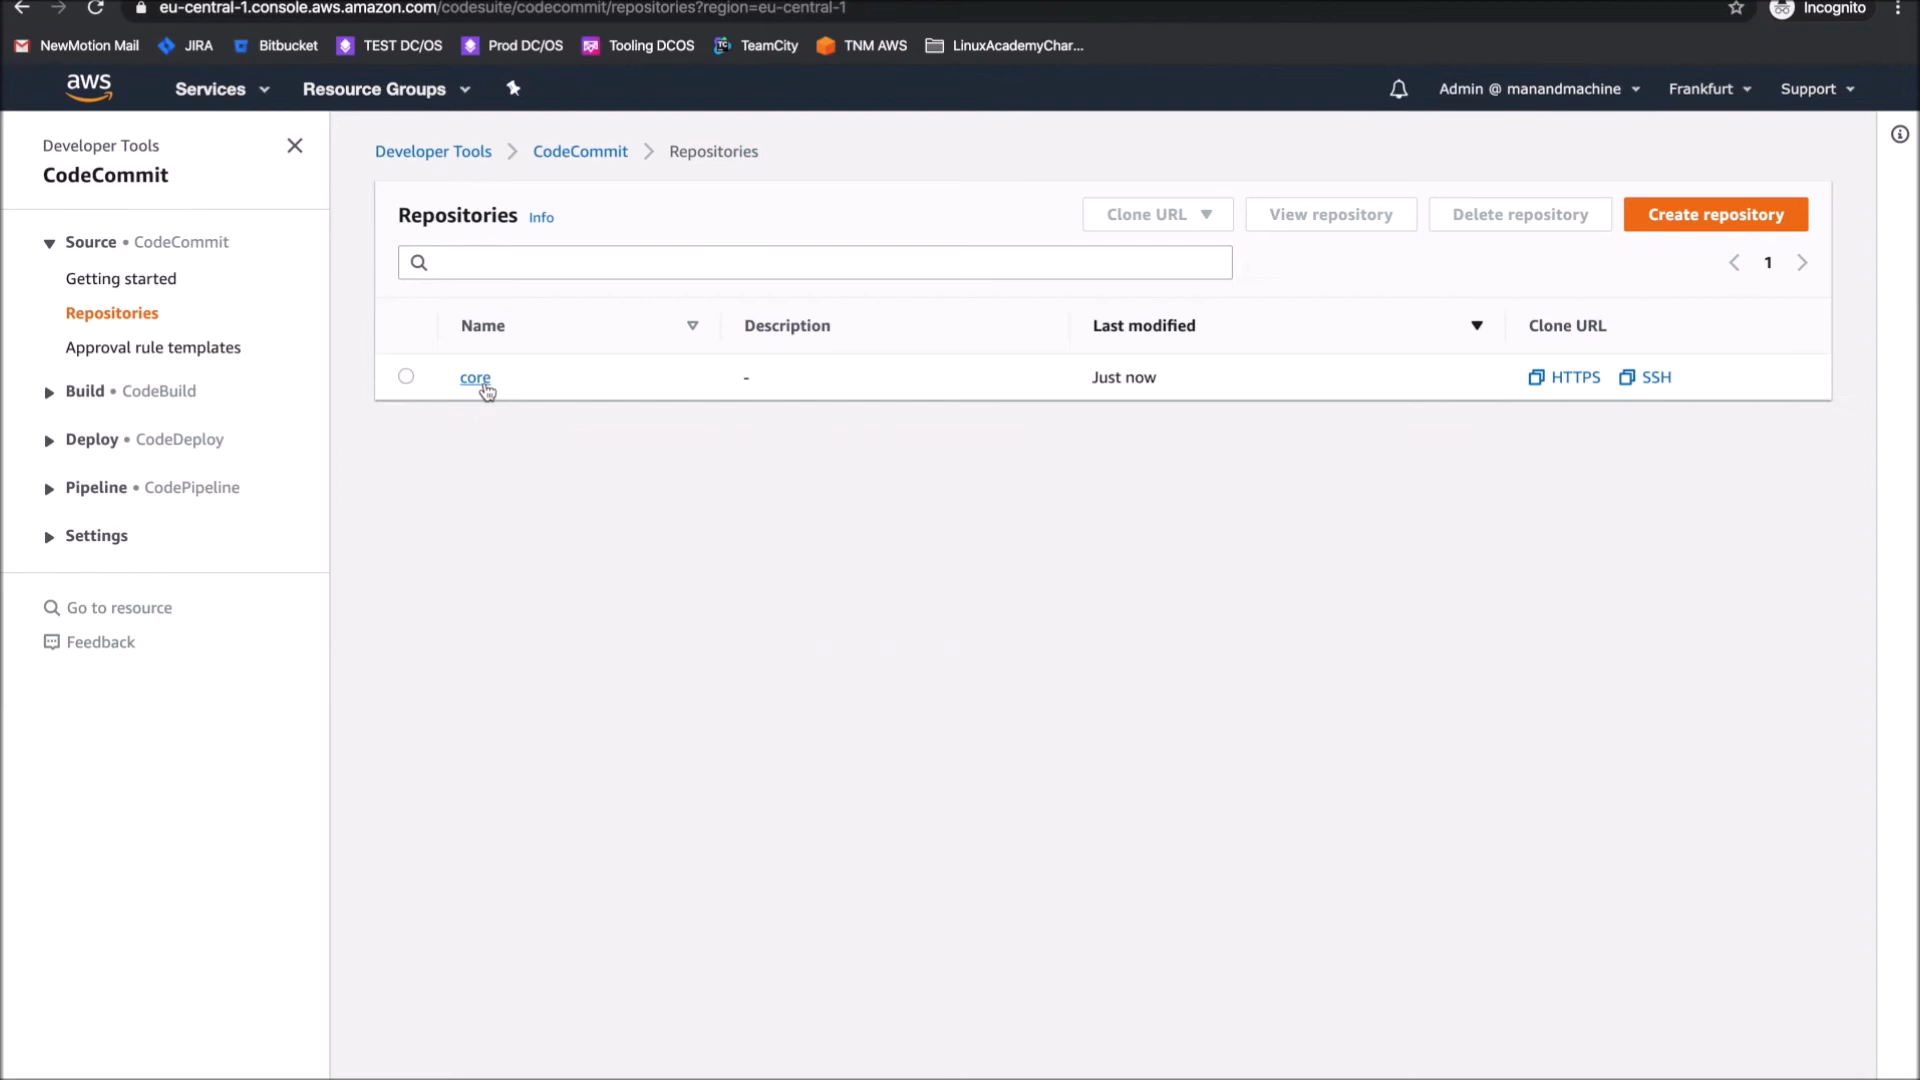 eu-central-1.console.aws.amazon.com/codesuite/codecommit/repositories?region=eu-central-1
Incognito
NewMotion Mail JIRA Bitbucket TEST DC/OS Prod DC/OS Tooling DCOS TeamCity TNM AWS LinuxAcademyChar...
aws Services Resource Groups Admin @ manandmachine Frankfurt Support
Developer Tools
CodeCommit
Source • CodeCommit
Getting started
Repositories
Approval rule templates
Build • CodeBuild
Deploy • CodeDeploy
Pipeline • CodePipeline
Settings
Go to resource
Feedback
Developer Tools CodeCommit Repositories
Repositories Info Clone URL View repository Delete repository Create repository
1
Name Description Last modified Clone URL
core - Just now HTTPS SSH